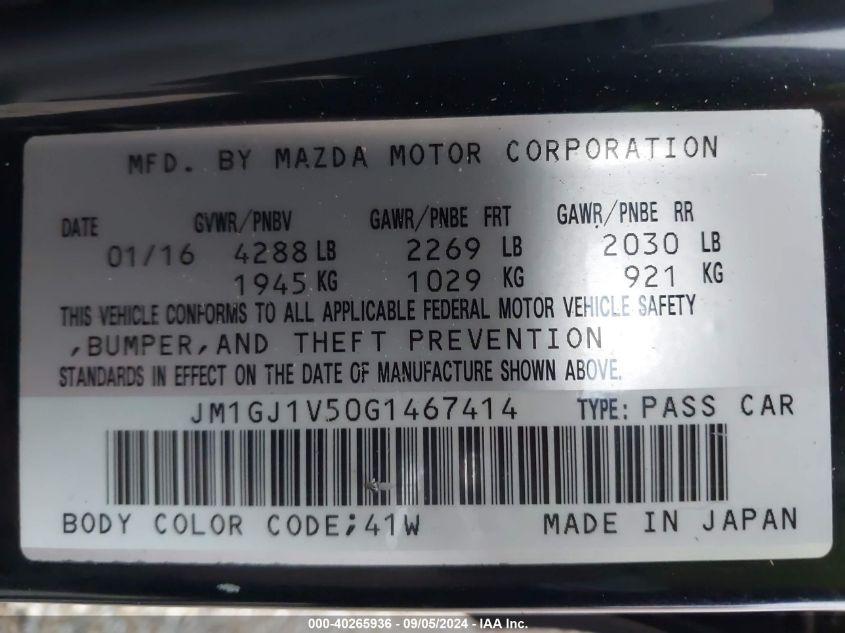 MFD. BY MAZDA MOTOR CORPORATION
DATE GVWR/PNBV GAWR/PNBE FRT GAWR/PNBE RR
01/16 4288 LB 2269 LB 2030 LB
1945 KG 1029 KG 921 KG
THIS VEHICLE CONFORMS TO ALL APPLICABLE FEDERAL MOTOR VEHICLE SAFETY
,BUMPER,AND THEFT PREVENTION
STANDARDS IN EFFECT ON THE DATE OF MANUFACTURE SHOWN ABOVE.
JM1GJ1V50G1467414 TYPE: PASS CAR
BODY COLOR CODE;41W MADE IN JAPAN
000-40265936 - 09/05/2024 - IAA Inc.